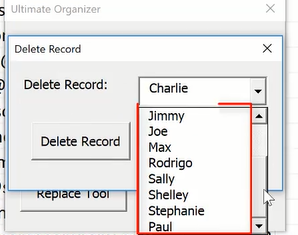 Ultimate Organizer
Delete Record
Delete Record:
Charlie
Jimmy
Joe
Max
Rodrigo
Sally
Shelley
Stephanie
Paul
Delete Record
Replace Tool